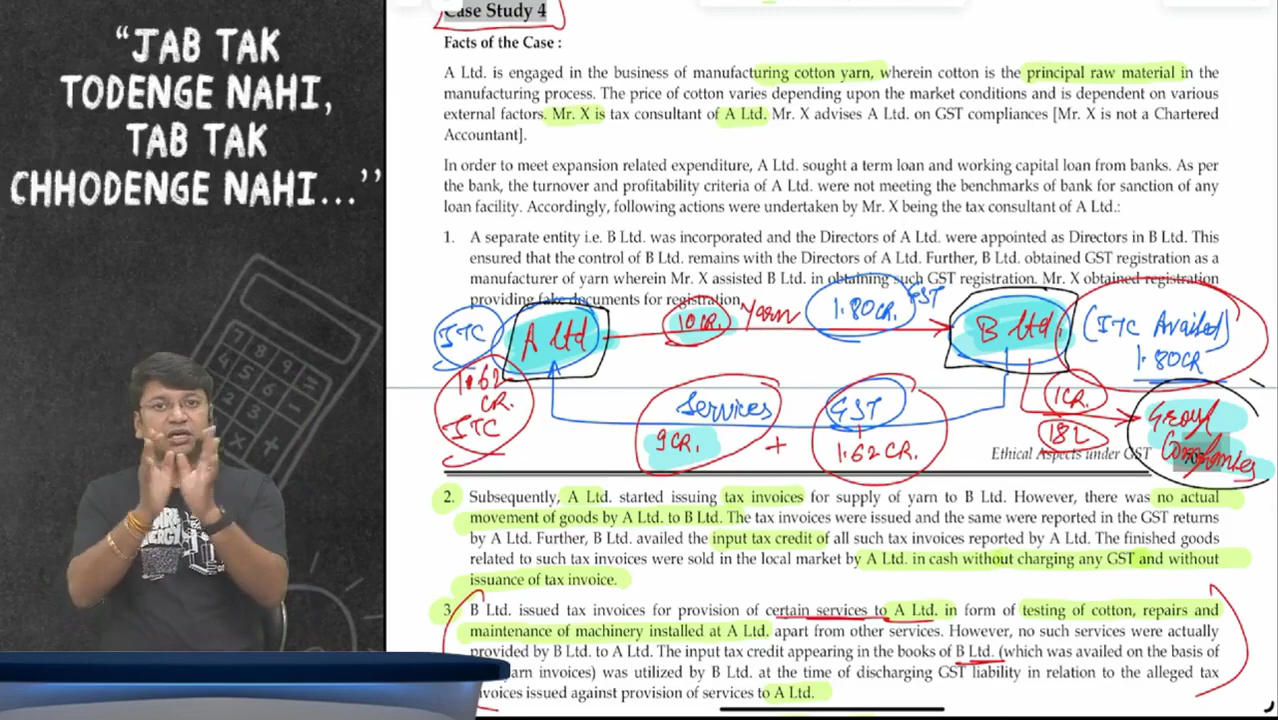 “JAB TAK
TODENGE NAHI,
TAB TAK
CHHODENGE NAHI...’’
Case Study 4
Facts of the Case :
A Ltd. is engaged in the business of manufacturing cotton yarn, wherein cotton is the principal raw material in the
manufacturing process. The price of cotton varies depending upon the market conditions and is dependent on various
external factors. Mr. X is tax consultant of A Ltd. Mr. X advises A Ltd. on GST compliances [Mr. X is not a Chartered
Accountant].
In order to meet expansion related expenditure, A Ltd. sought a term loan and working capital loan from banks. As per
the bank, the turnover and profitability criteria of A Ltd. were not meeting the benchmarks of bank for sanction of any
loan facility. Accordingly, following actions were undertaken by Mr. X being the tax consultant of A Ltd.:
1. A separate entity i.e. B Ltd. was incorporated and the Directors of A Ltd. were appointed as Directors in B Ltd. This
ensured that the control of B Ltd. remains with the Directors of A Ltd. Further, B Ltd. obtained GST registration as a
manufacturer of yarn wherein Mr. X assisted B Ltd. in obtaining such GST registration. Mr. X obtained registration
providing fake documents for registration.
ITC
A Ltd
10CR.
Yarn
1.80CR.
GST
B Ltd.
(ITC Availed)
1.80CR
1.62
CR.
ITC
Services
9CR.
+
GST
1.62CR.
1CR.
18L
Group
Companies
Ethical Aspects under GST
2. Subsequently, A Ltd. started issuing tax invoices for supply of yarn to B Ltd. However, there was no actual
movement of goods by A Ltd. to B Ltd. The tax invoices were issued and the same were reported in the GST returns
by A Ltd. Further, B Ltd. availed the input tax credit of all such tax invoices reported by A Ltd. The finished goods
related to such tax invoices were sold in the local market by A Ltd. in cash without charging any GST and without
issuance of tax invoice.
3. B Ltd. issued tax invoices for provision of certain services to A Ltd. in form of testing of cotton, repairs and
maintenance of machinery installed at A Ltd. apart from other services. However, no such services were actually
provided by B Ltd. to A Ltd. The input tax credit appearing in the books of B Ltd. (which was availed on the basis of
arn invoices) was utilized by B Ltd. at the time of discharging GST liability in relation to the alleged tax
nvoices issued against provision of services to A Ltd.